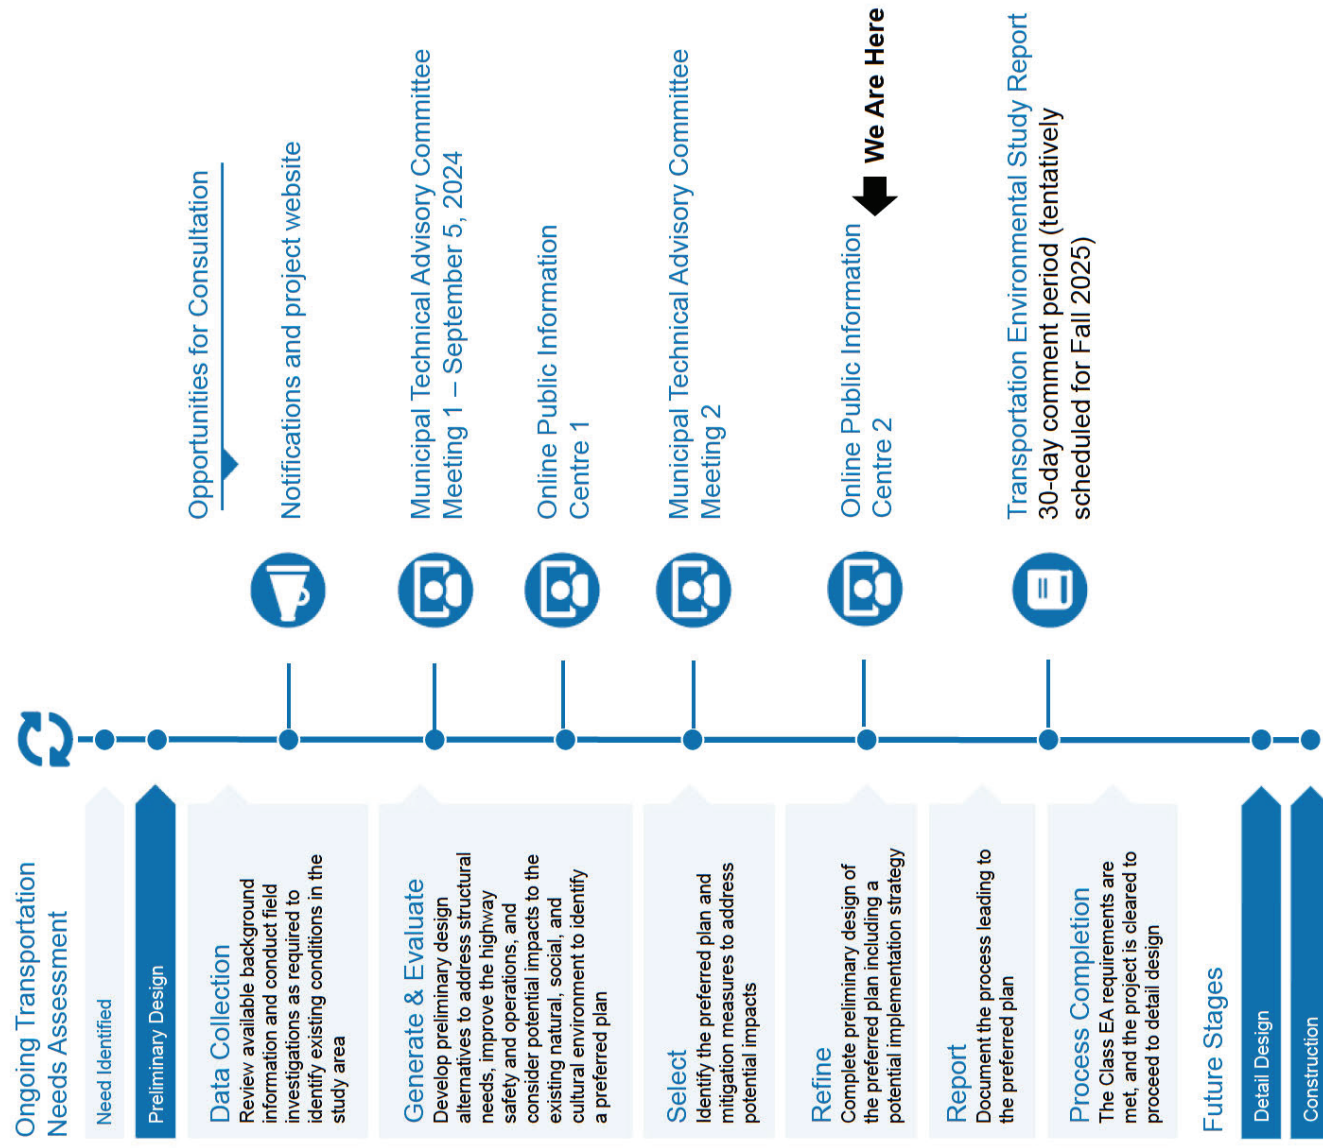 Ongoing Transportation
Needs Assessment
Need Identified
Preliminary Design
Data Collection
Review available background
information and conduct field
investigations as required to
identify existing conditions in the
study area
Generate & Evaluate
Develop preliminary design
alternatives to address structural
needs, improve the highway
safety and operations, and
consider potential impacts to the
existing natural, social, and
cultural environment to identify
a preferred plan
Select
Identify the preferred plan and
mitigation measures to address
potential impacts
Refine
Complete preliminary design of
the preferred plan including a
potential implementation strategy
Report
Document the process leading to
the preferred plan
Process Completion
The Class EA requirements are
met, and the project is cleared to
proceed to detail design
Future Stages
Detail Design
Construction
Opportunities for Consultation
Notifications and project website
Municipal Technical Advisory Committee
Meeting 1 – September 5, 2024
Online Public Information
Centre 1
Municipal Technical Advisory Committee
Meeting 2
Online Public Information
Centre 2
We Are Here
Transportation Environmental Study Report
30-day comment period (tentatively
scheduled for Fall 2025)